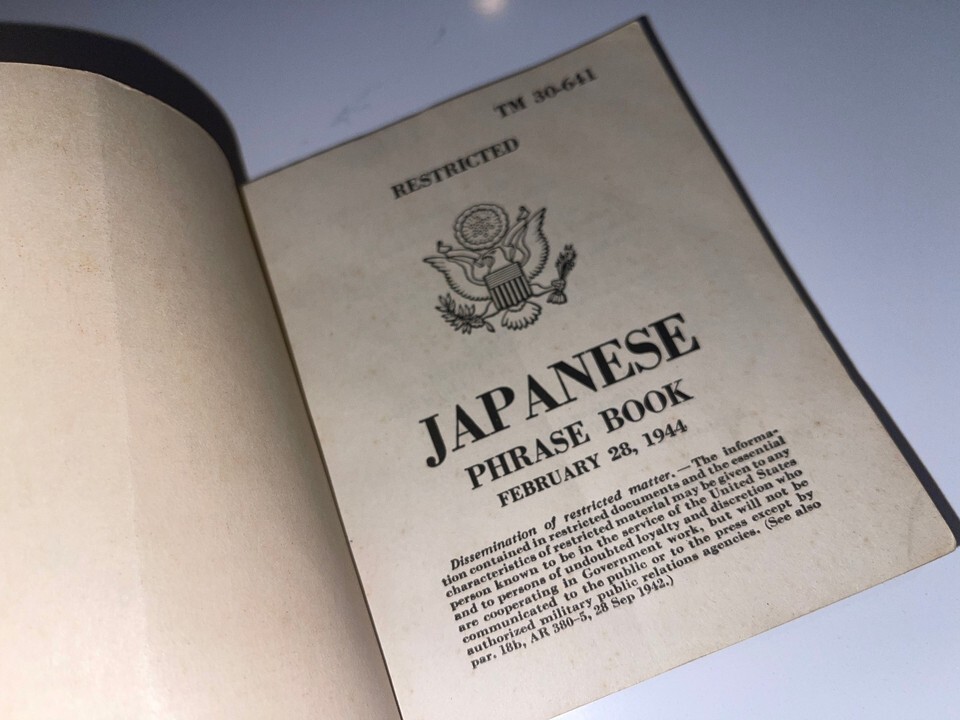 TM 30-641
RESTRICTED
JAPANESE
PHRASE BOOK
FEBRUARY 28, 1944
Dissemination of restricted matter.—The informa-
tion contained in restricted documents and the essential
characteristics of restricted material may be given to any
person known to be in the service of the United States
and to persons of undoubted loyalty and discretion who
are cooperating in Government work, but will not be
communicated to the public or to the press except by
authorized military public relations agencies. (See also
par. 18b, AR 380-5, 28 Sep 1942.)